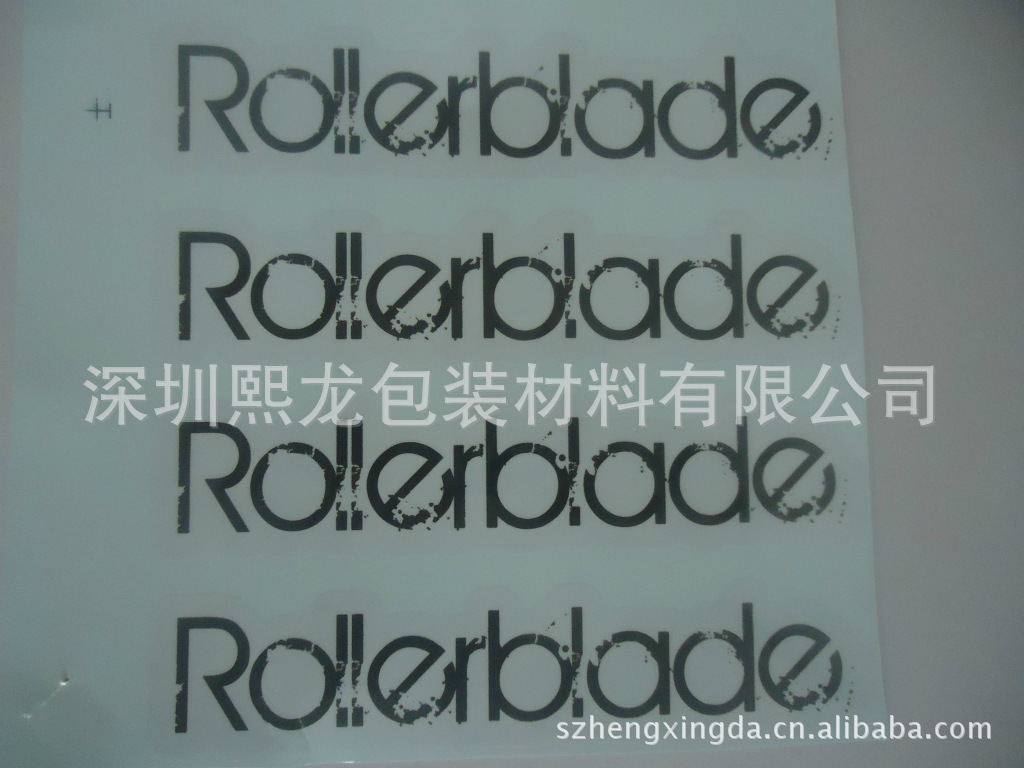 Rollerblade
Rollerblade
深圳熙龙包装材料有限公司
Rollerblade
Rollerblade
szhengxingda.cn.alibaba.com